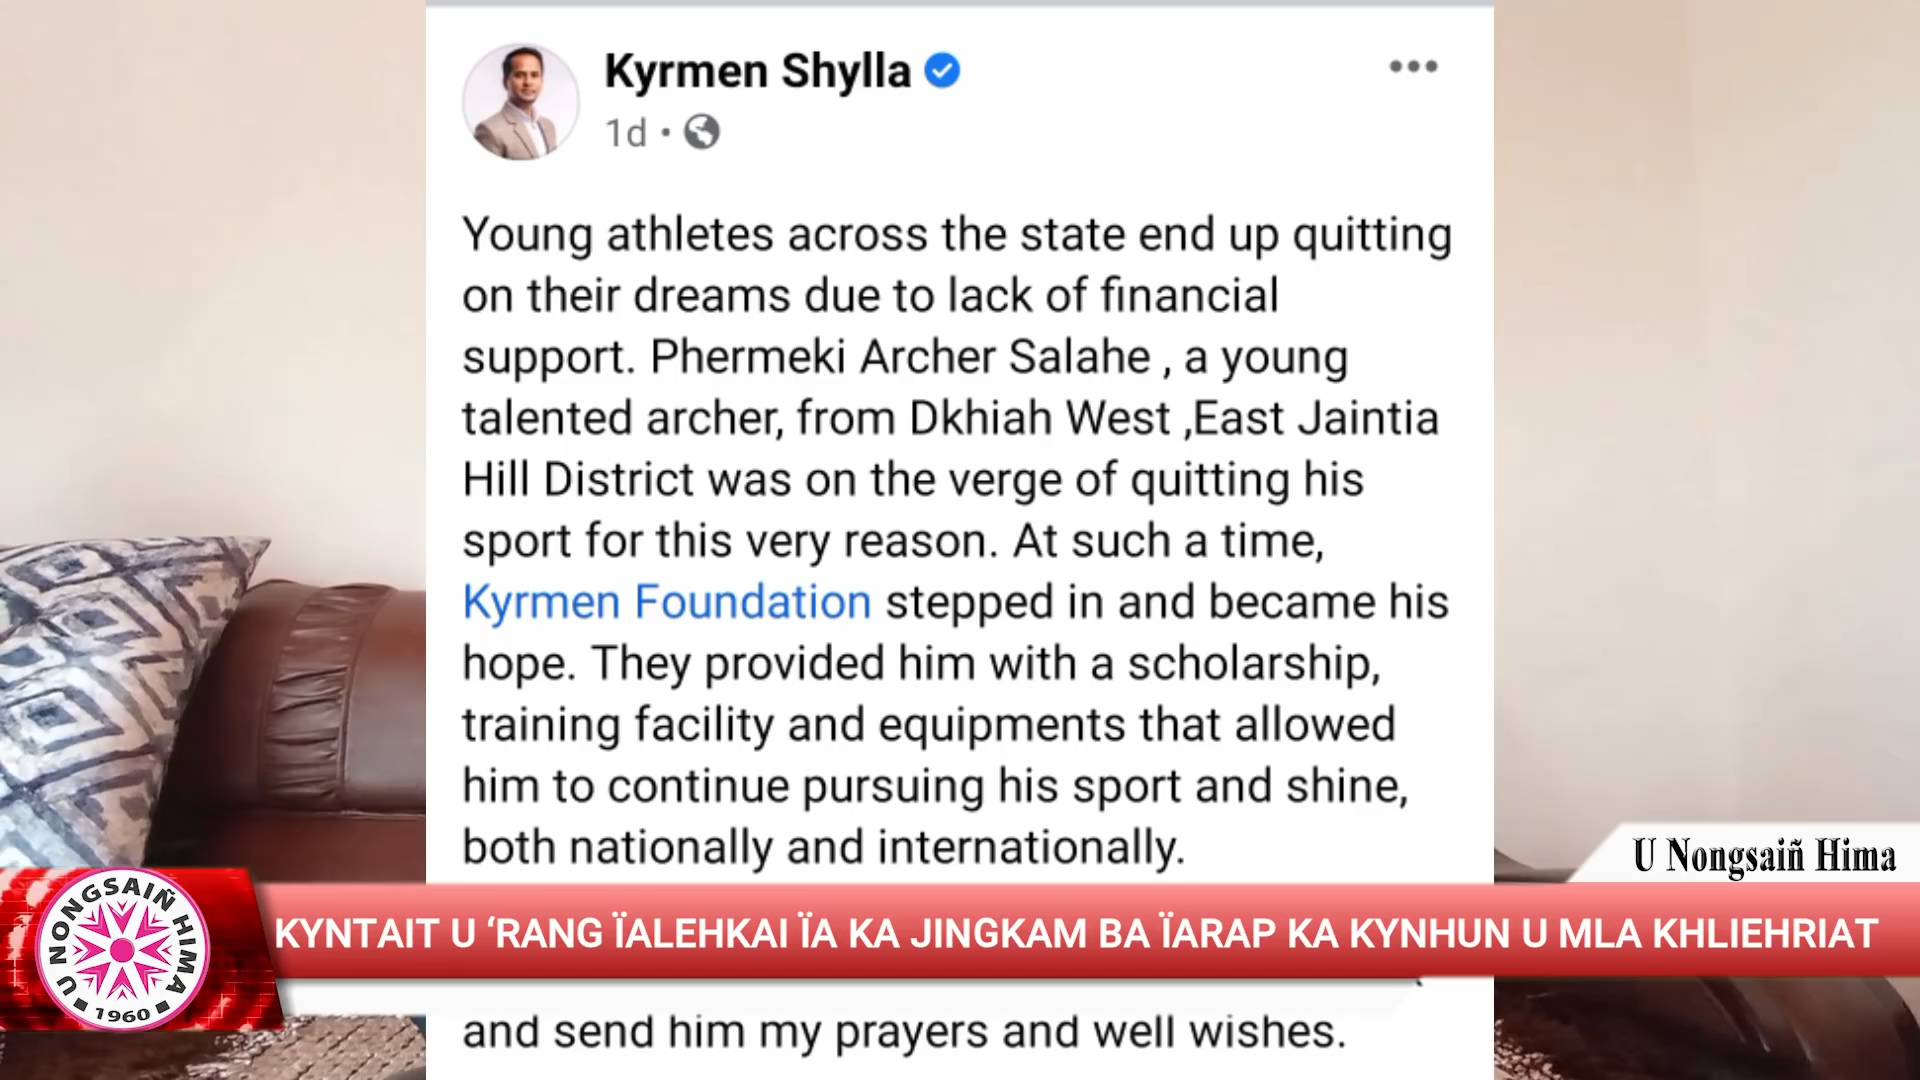 Kyrmen Shylla
1d •
Young athletes across the state end up quitting
on their dreams due to lack of financial
support. Phermeki Archer Salahe , a young
talented archer, from Dkhiah West ,East Jaintia
Hill District was on the verge of quitting his
sport for this very reason. At such a time,
Kyrmen Foundation stepped in and became his
hope. They provided him with a scholarship,
training facility and equipments that allowed
him to continue pursuing his sport and shine,
both nationally and internationally.
U Nongsaiñ Hima
KYNTAIT U ‘RANG ÏALEHKAI ÏA KA JINGKAM BA ÏARAP KA KYNHUN U MLA KHLIEHRIAT
U NONGSAIÑ HIMA
1960
and send him my prayers and well wishes.